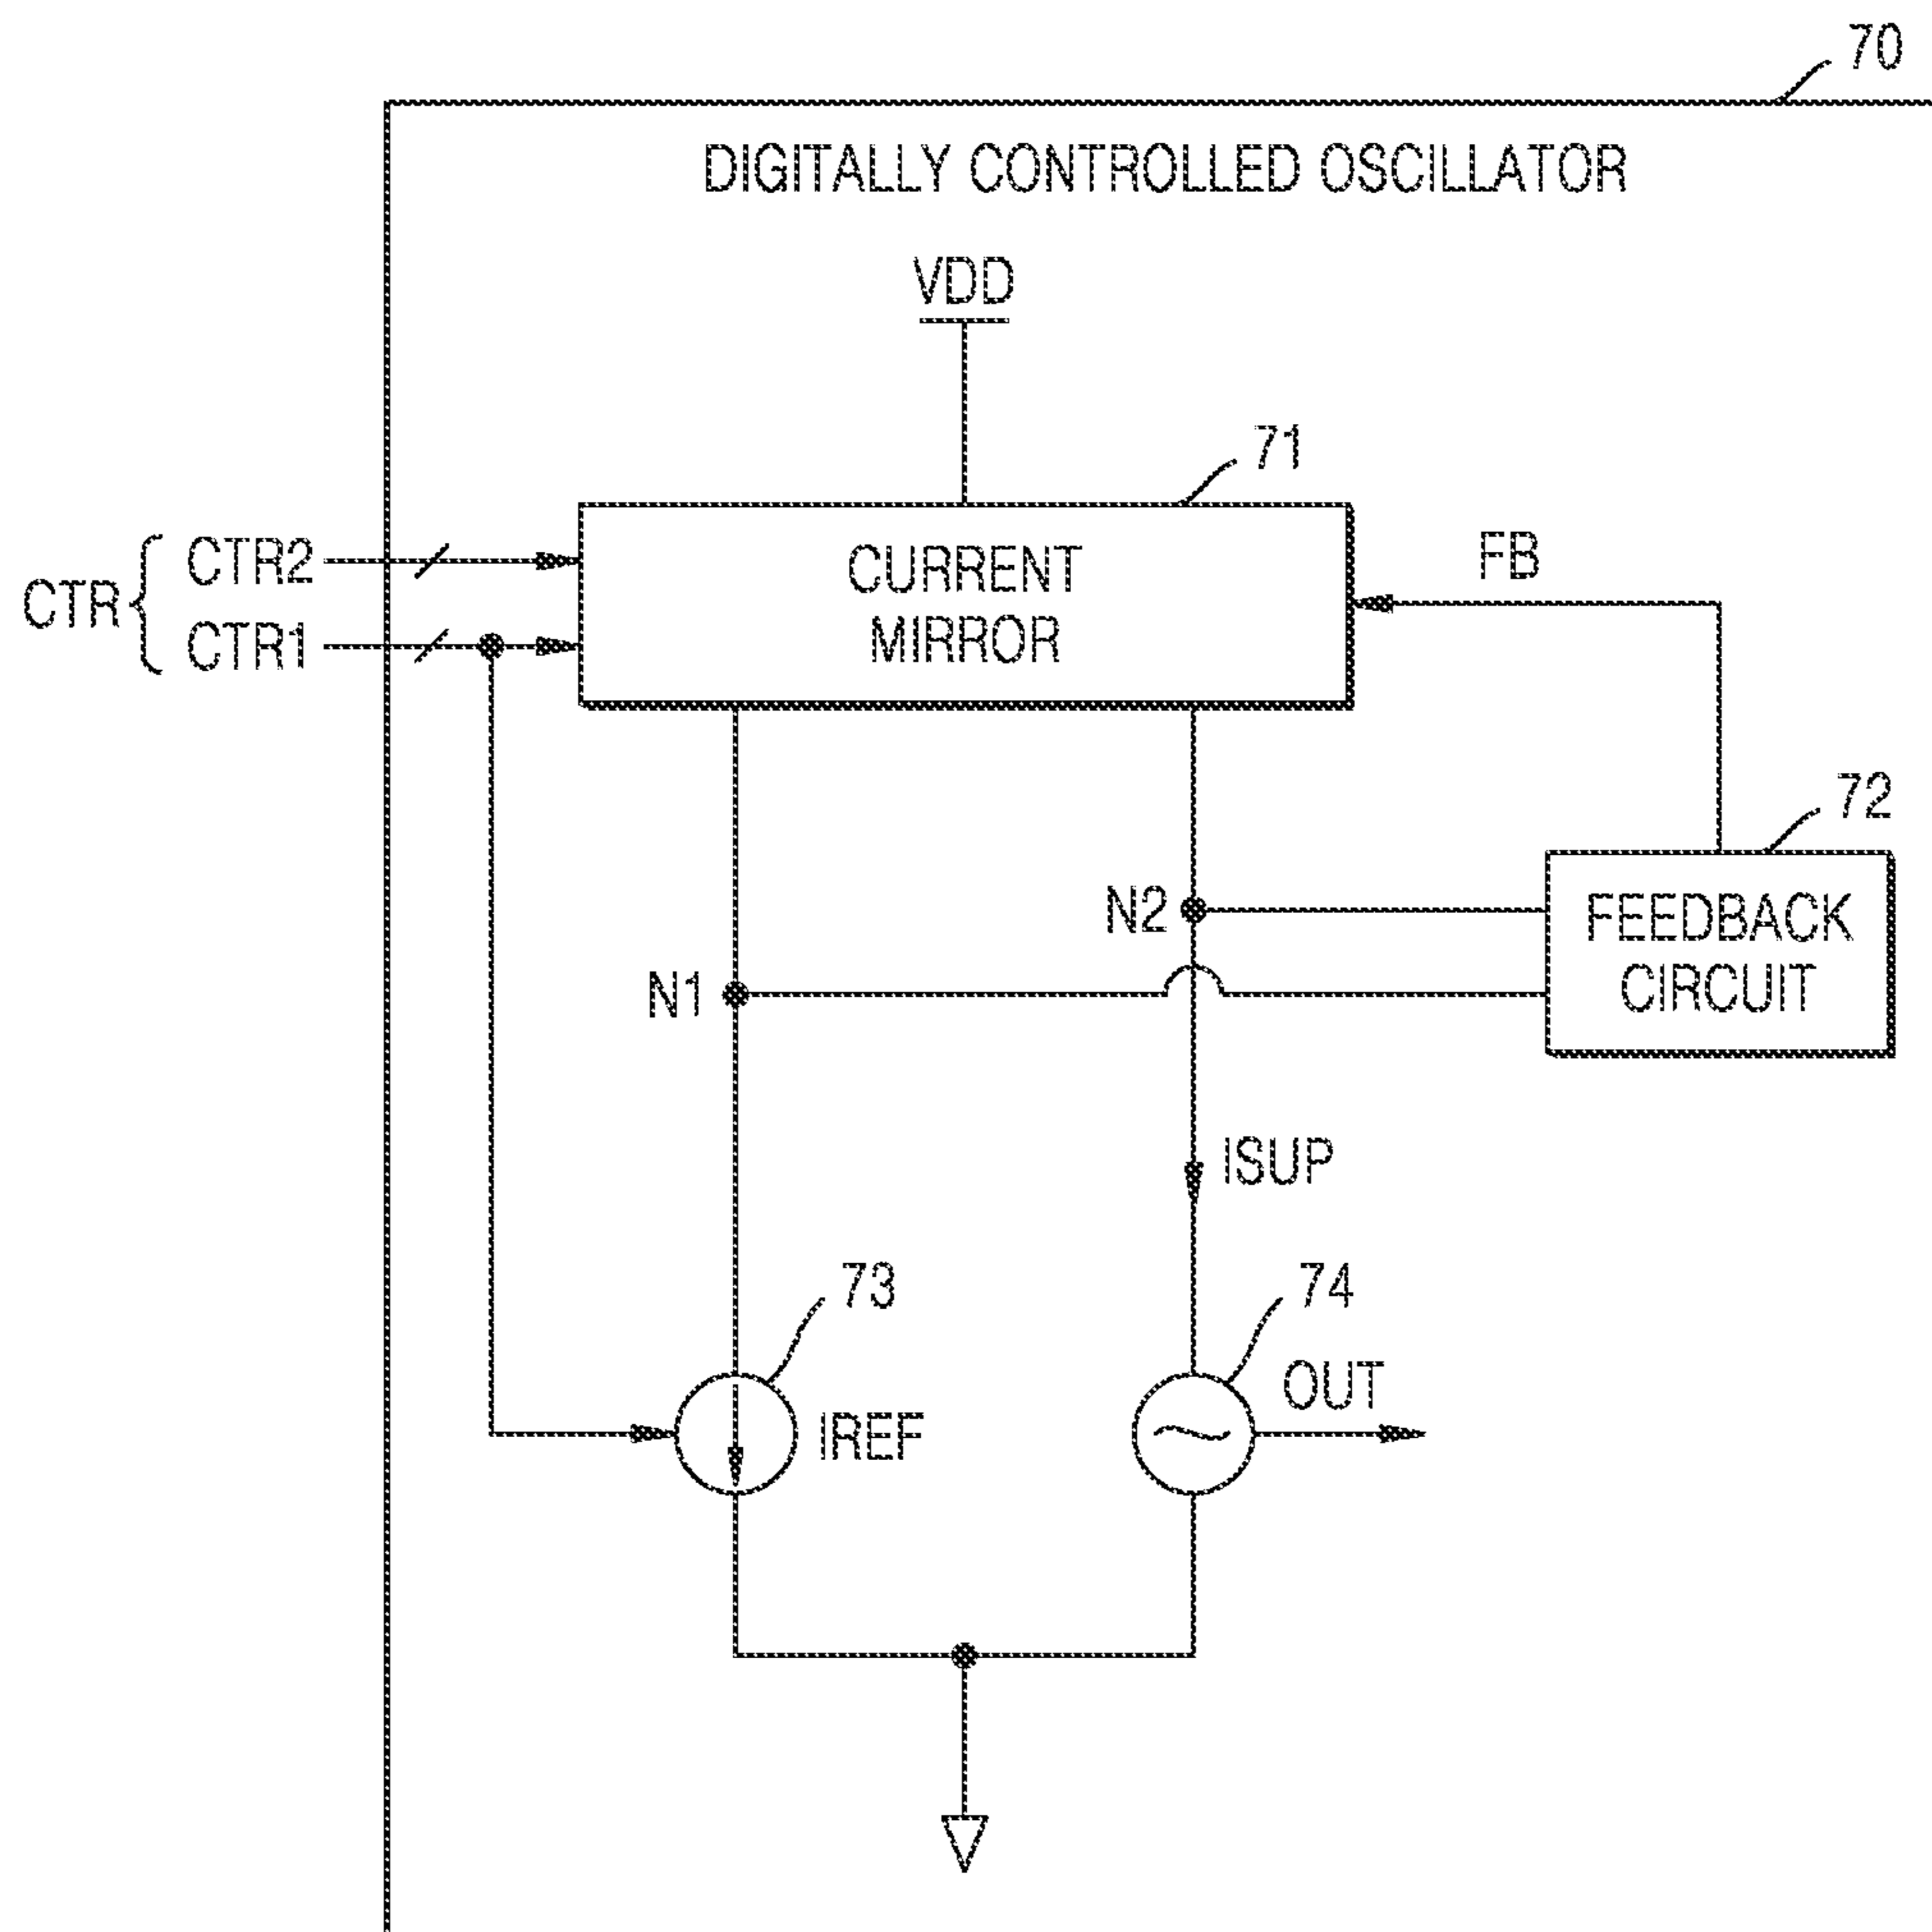 70
DIGITALLY CONTROLLED OSCILLATOR
VDD
71
CTR
CTR2
CTR1
CURRENT
MIRROR
FB
72
N2
FEEDBACK
CIRCUIT
N1
ISUP
73
74
IREF
OUT